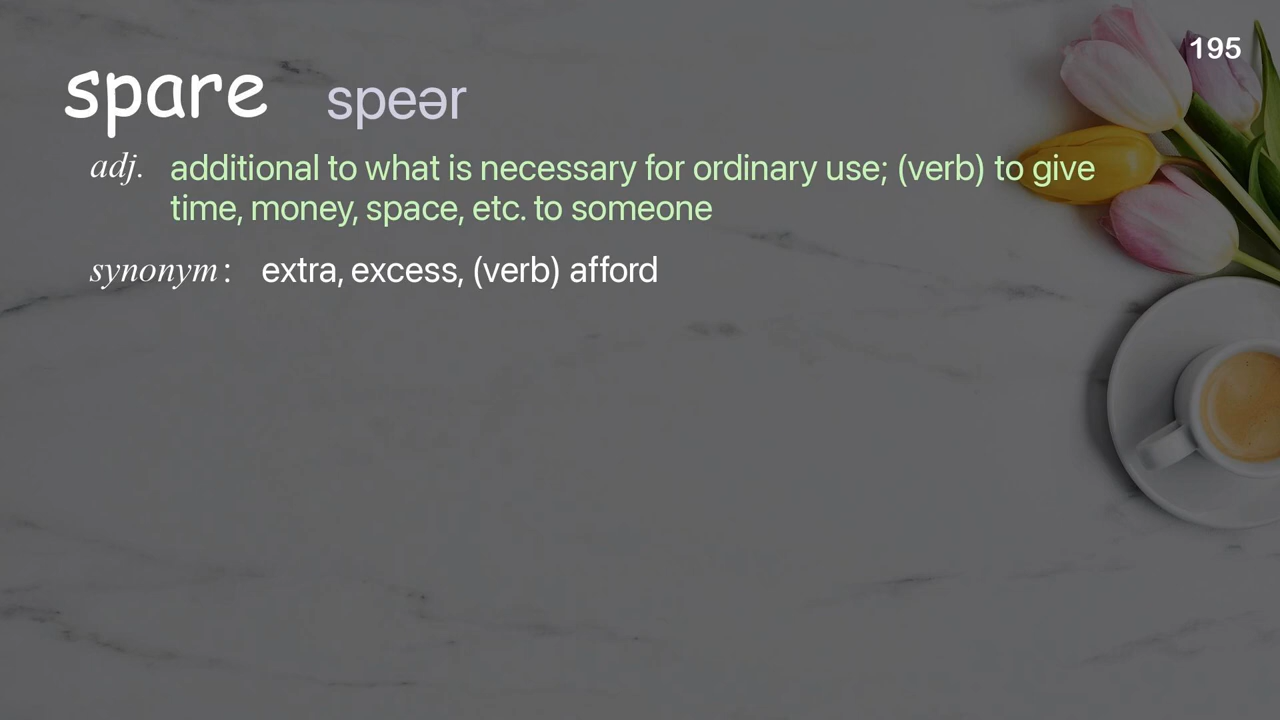 195
spare speər
adj. additional to what is necessary for ordinary use; (verb) to give
time, money, space, etc. to someone
synonym: extra, excess, (verb) afford